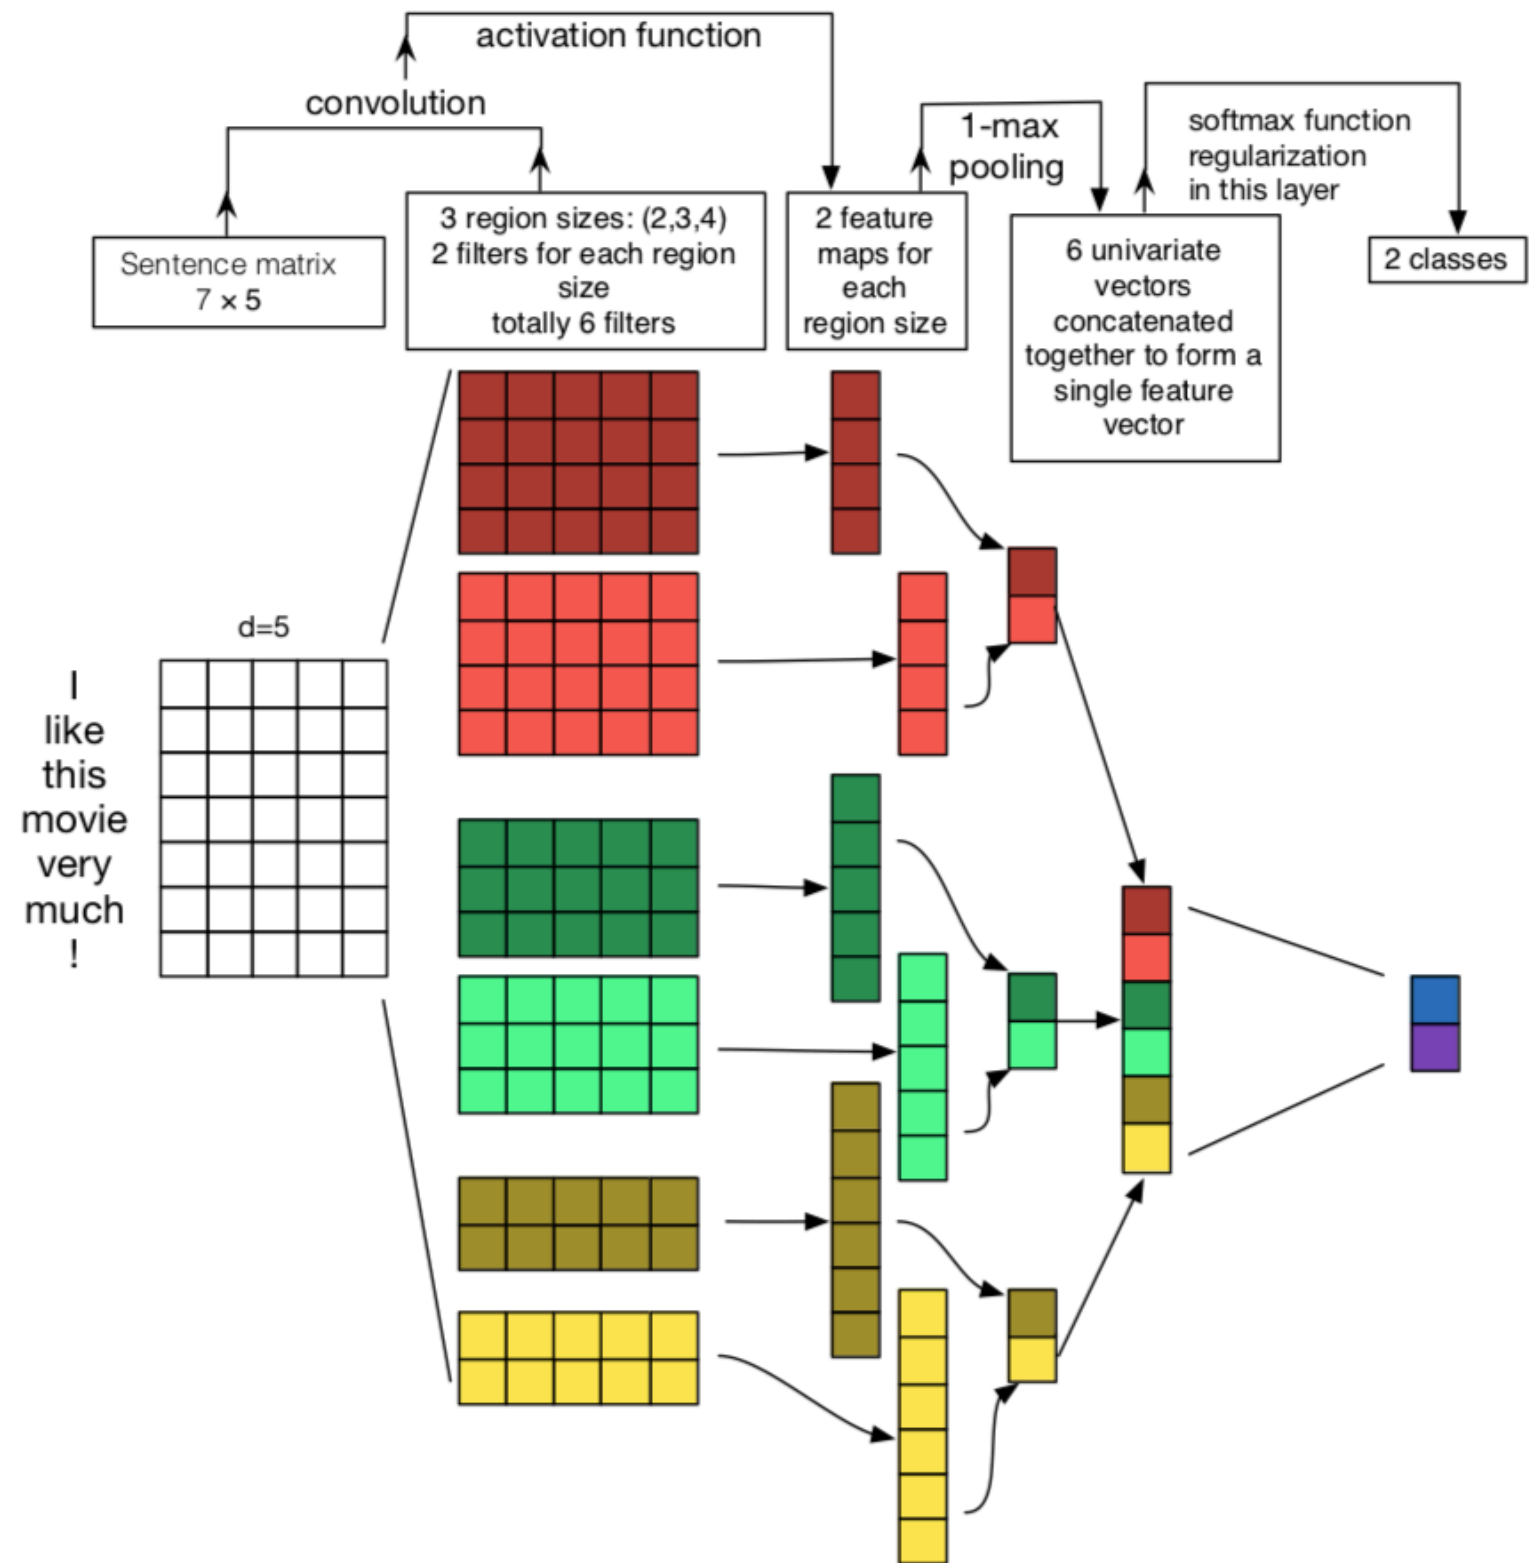 activation function
convolution
1-max
pooling
softmax function
regularization
in this layer
Sentence matrix
7 × 5
3 region sizes: (2,3,4)
2 filters for each region
size
totally 6 filters
2 feature
maps for
each
region size
6 univariate
vectors
concatenated
together to form a
single feature
vector
2 classes
d=5
I
like
this
movie
very
much
!